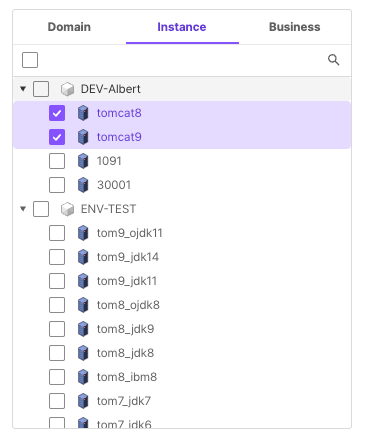 Domain Instance Business
DEV-Albert
tomcat8
tomcat9
1091
30001
ENV-TEST
tom9_ojdk11
tom9_jdk14
tom9_jdk11
tom8_ojdk8
tom8_jdk9
tom8_jdk8
tom8_ibm8
tom7_jdk7
tom7_jdk6